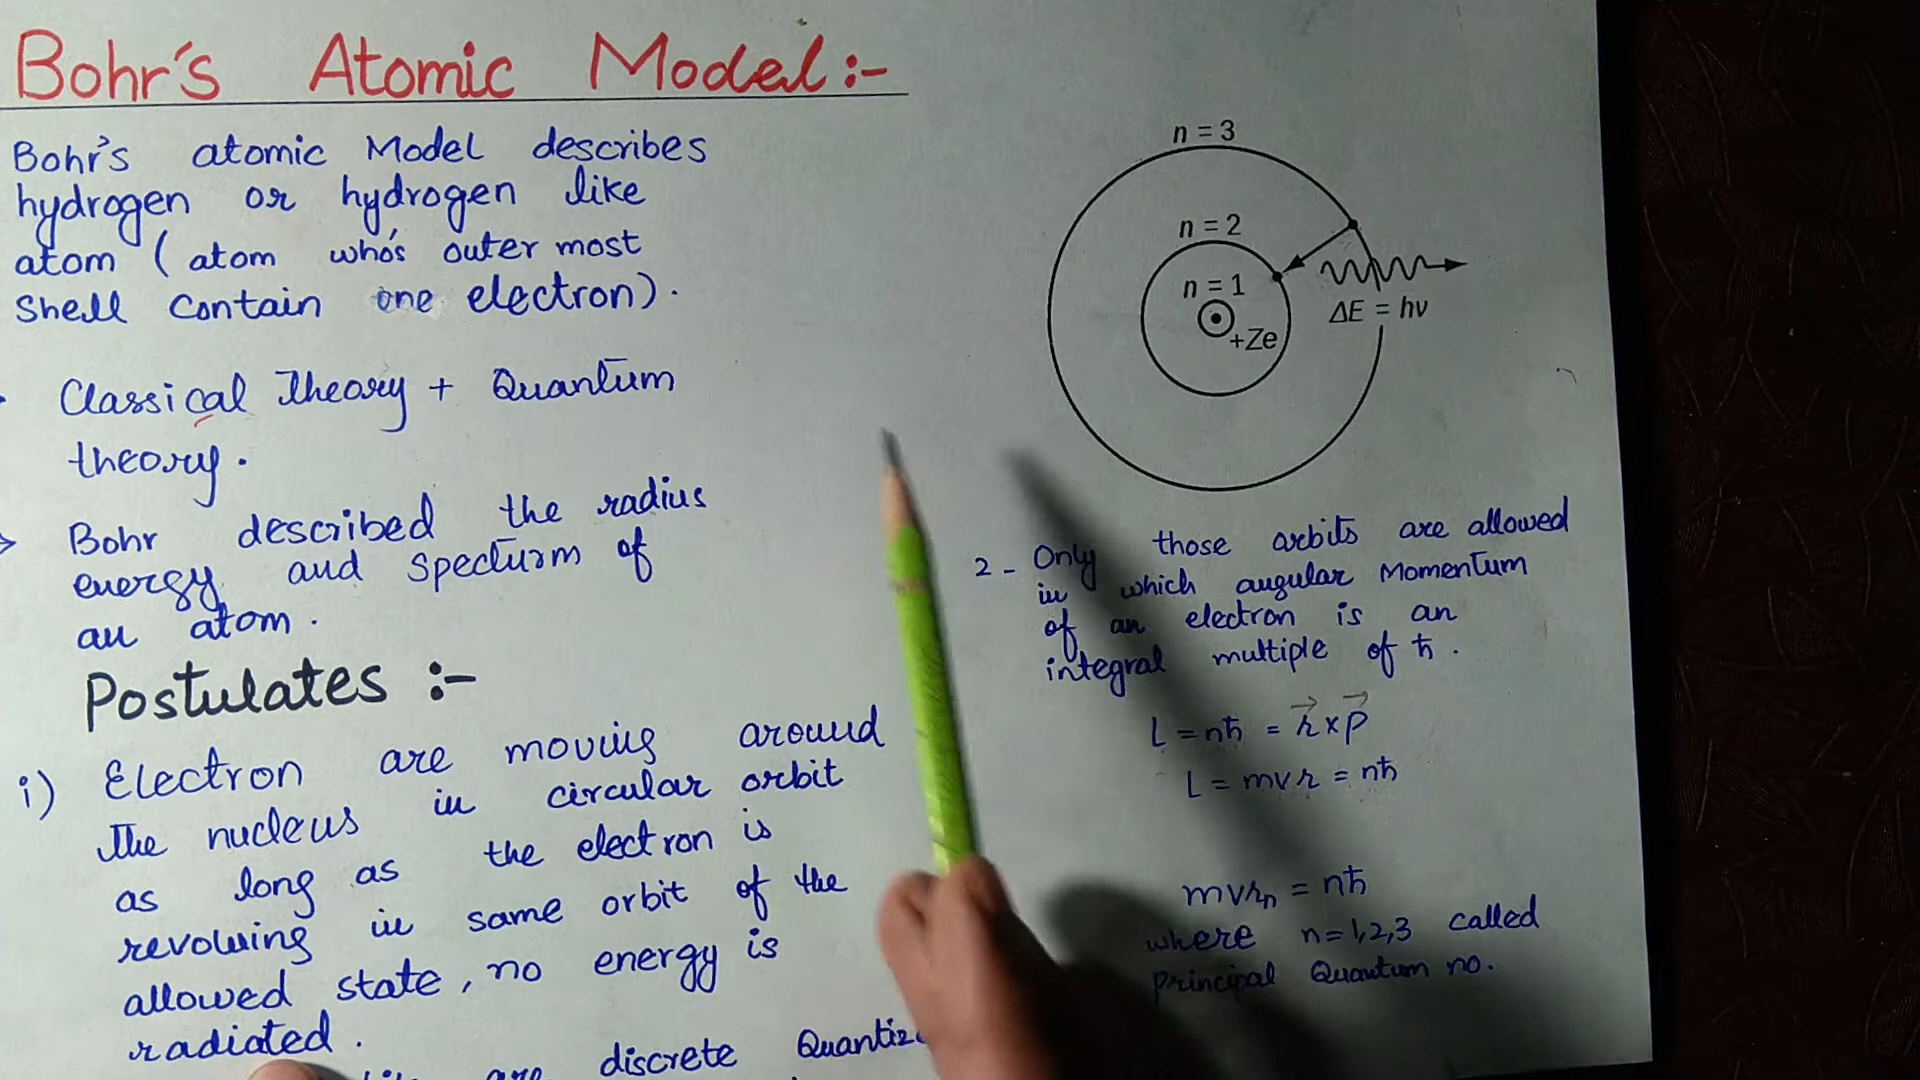 Bohr's Atomic Model:-
Bohr's atomic Model describes
hydrogen or hydrogen like
atom (atom who's outer most
shell contain one electron).
Classical Theory + Quantum
theory.
Bohr described the radius
energy and specturm of
an atom.
Postulates :-
i) Electron are moving around
The nucleus in circular orbit
as long as the electron is
revolving in same orbit of the
allowed state, no energy is
radiated.
are discrete
n = 3
n = 2
n = 1
+Ze
ΔE = hν
2 - Only those orbits are allowed
in which angular Momentum
of an electron is an
integral multiple of ħ.
L = nħ = r⃗ x p⃗
L = mvr = nħ
mvrₙ = nħ
where n=1,2,3 called
principal Quantum no.